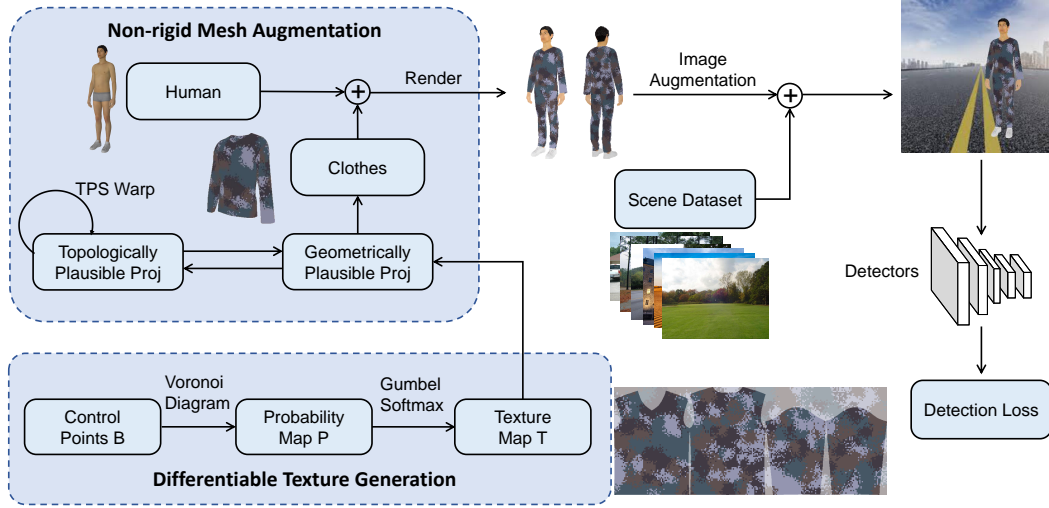 Non-rigid Mesh Augmentation
Human
Render
Image
Augmentation
Clothes
TPS Warp
Topologically
Plausible Proj
Geometrically
Plausible Proj
Scene Dataset
Detectors
Voronoi
Diagram
Gumbel
Softmax
Control
Points B
Probability
Map P
Texture
Map T
Detection Loss
Differentiable Texture Generation